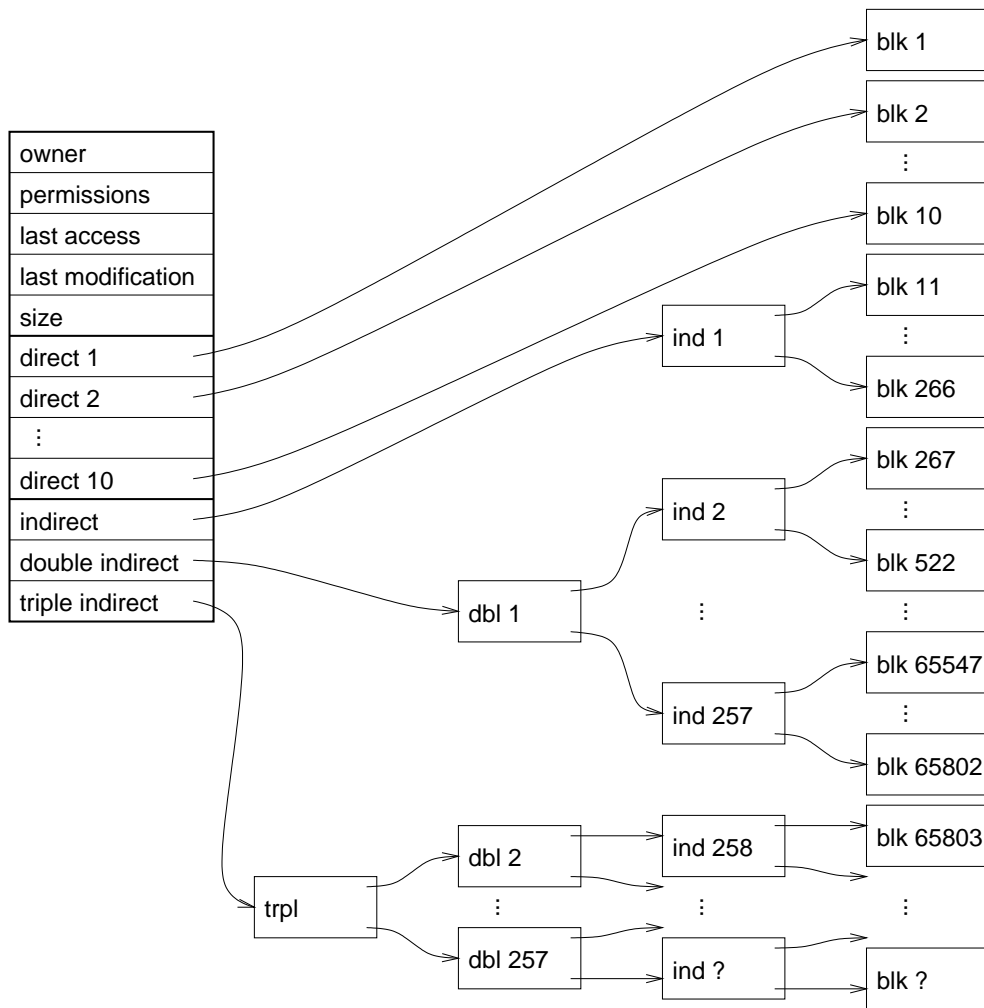 owner
permissions
last access
last modification
size
direct 1
direct 2
⋮
direct 10
indirect
double indirect
triple indirect
trpl
dbl 1
dbl 2
⋮
dbl 257
ind 1
ind 2
⋮
ind 257
ind 258
⋮
ind ?
blk 1
blk 2
⋮
blk 10
blk 11
⋮
blk 266
blk 267
⋮
blk 522
⋮
blk 65547
⋮
blk 65802
blk 65803
⋮
blk ?